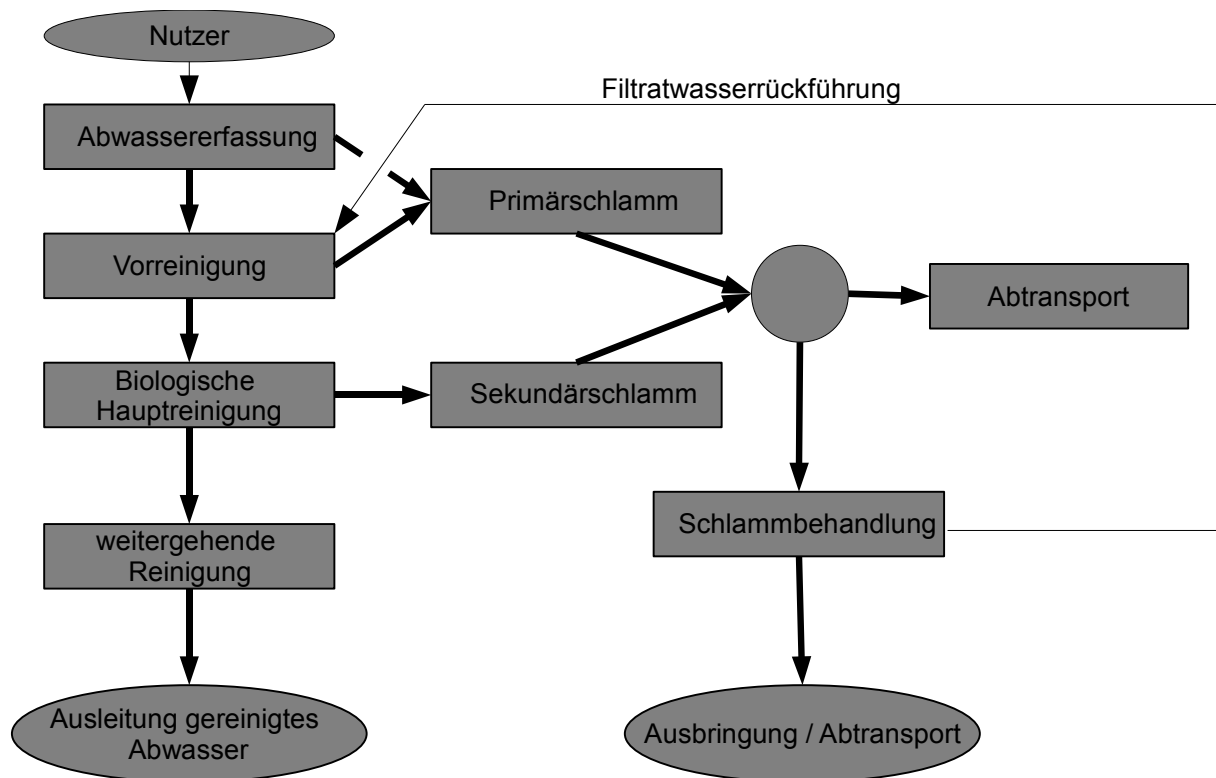 Nutzer
Filtratwasserrückführung
Abwassererfassung
Primärschlamm
Vorreinigung
Abtransport
Biologische
Hauptreinigung
Sekundärschlamm
weitergehende
Reinigung
Schlammbehandlung
Ausleitung gereinigtes
Abwasser
Ausbringung / Abtransport